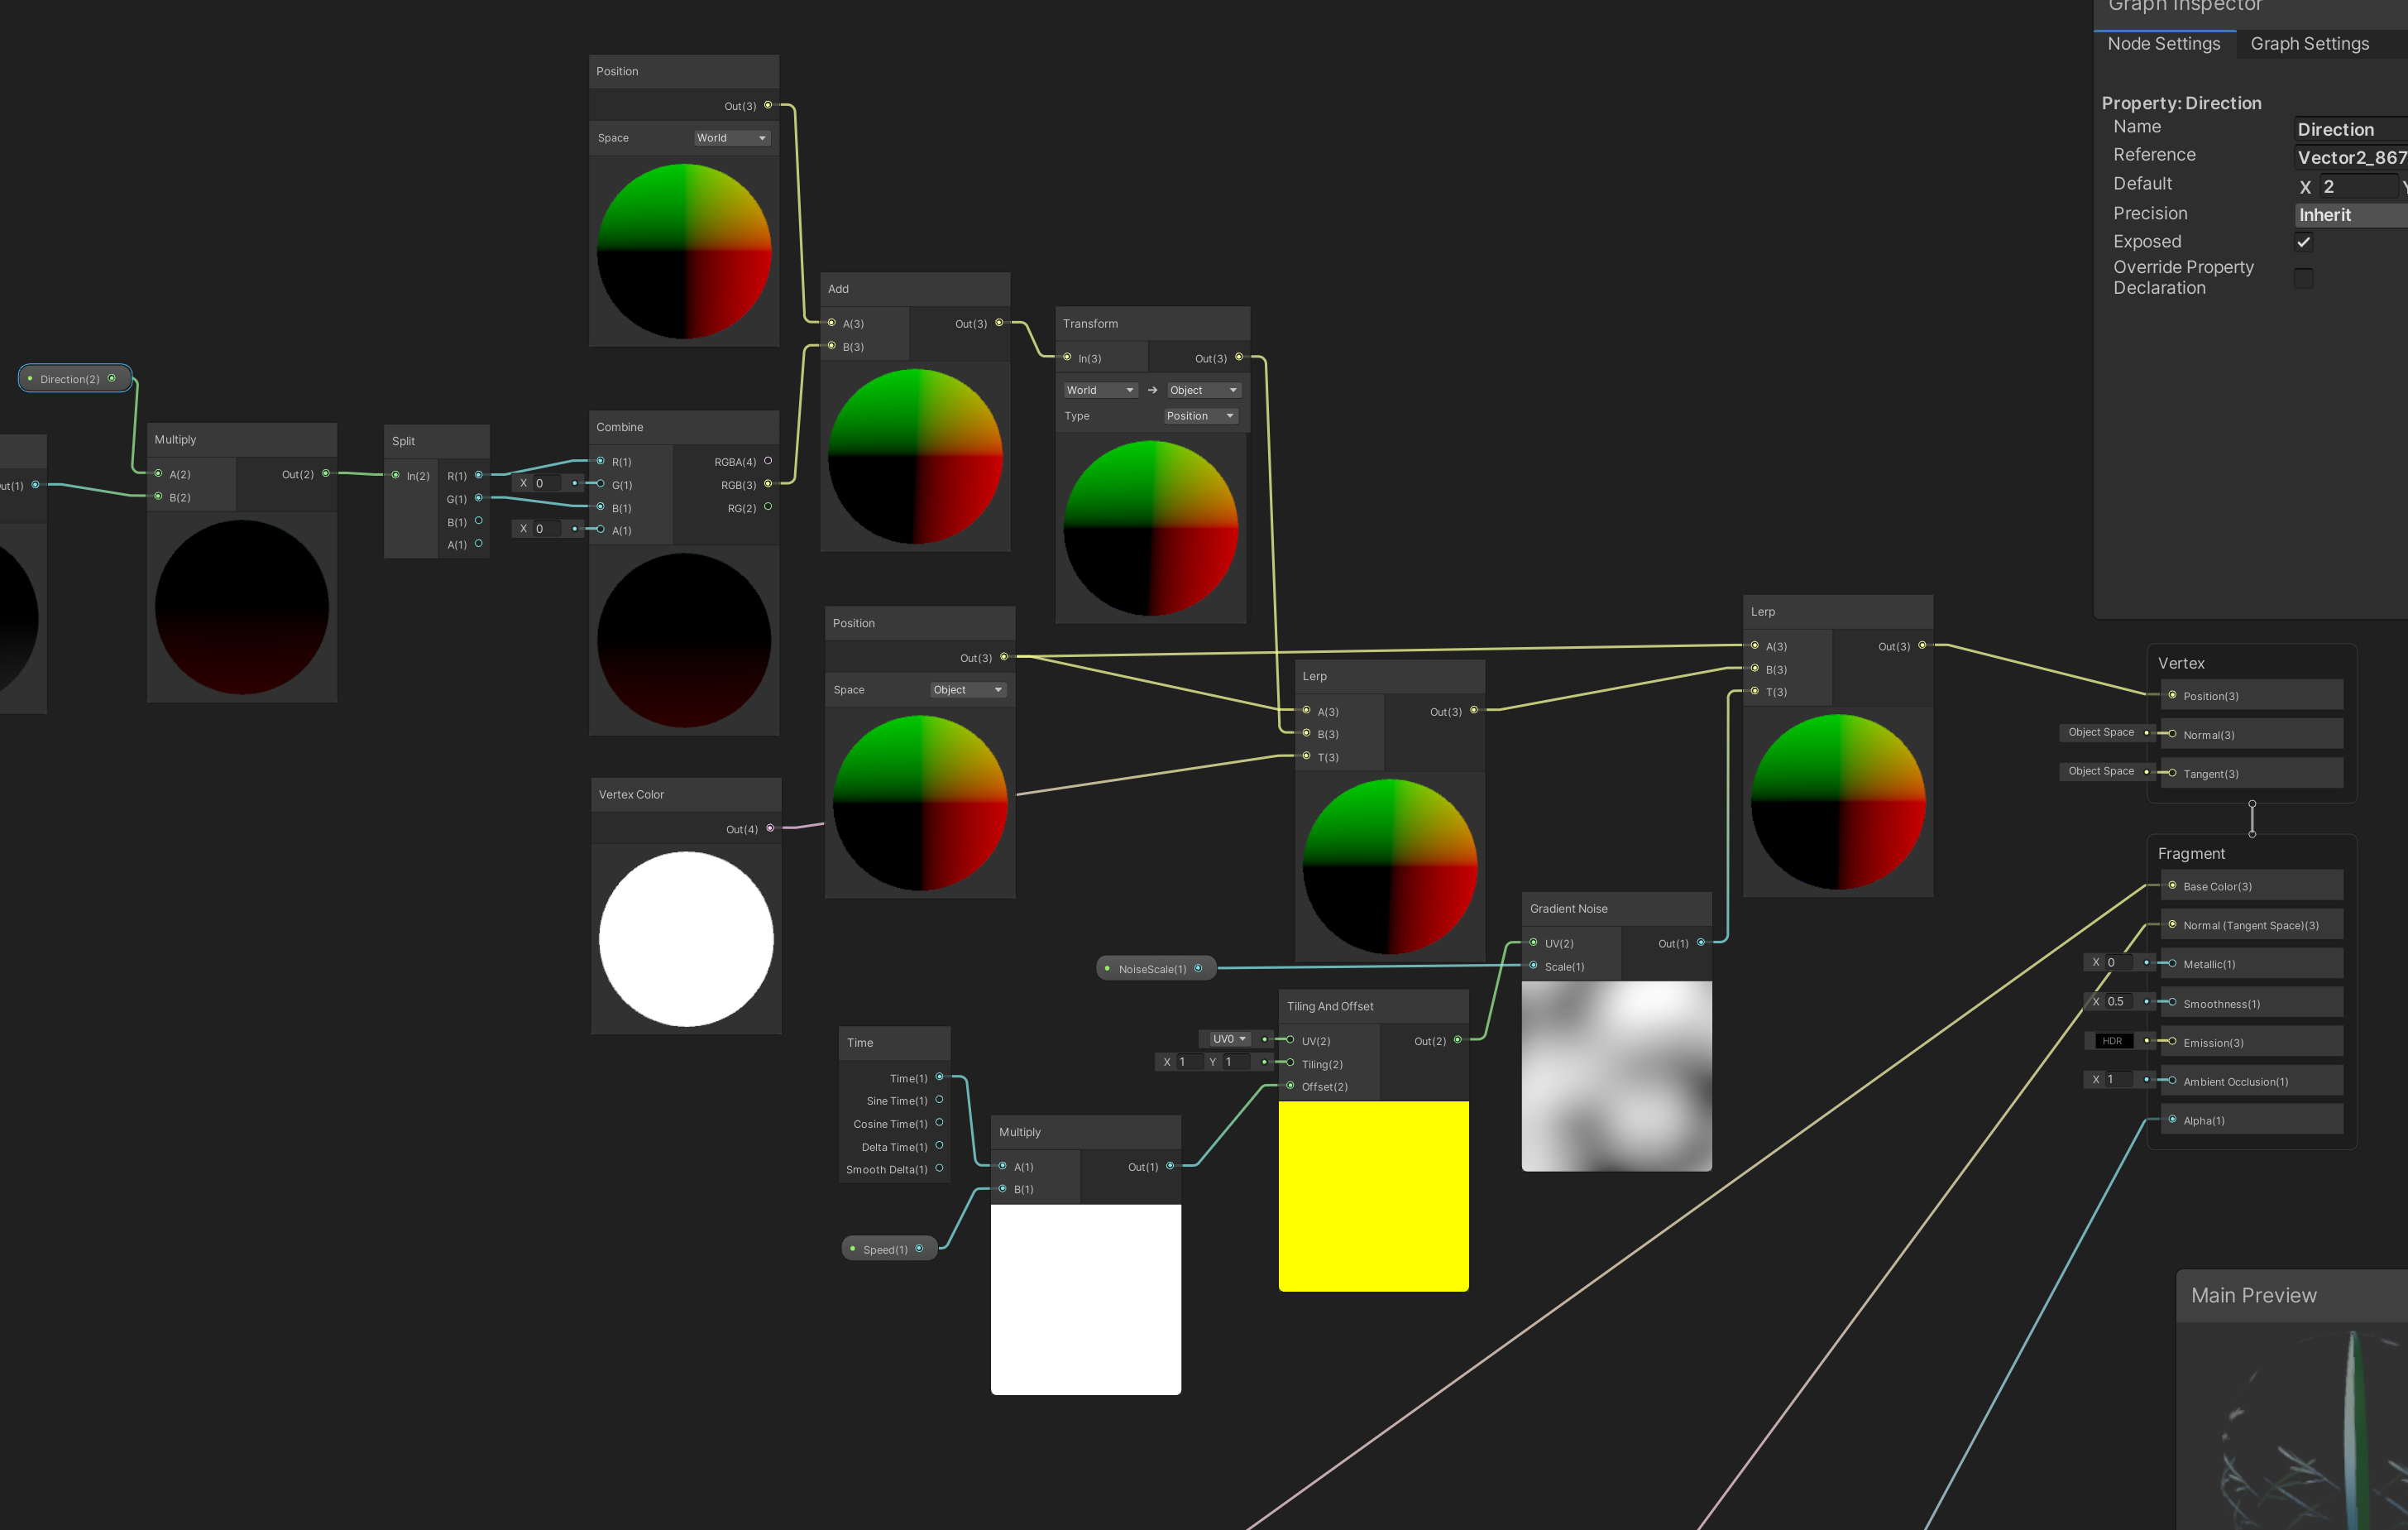 Graph Inspector
Node Settings Graph Settings
Property: Direction
Name Direction
Reference Vector2_867
Default X 2
Precision Inherit
Exposed
Override Property
Declaration
Position
Out(3)
Space World
Add
A(3) Out(3)
B(3)
Transform
In(3) Out(3)
World Object
Type Position
Direction(2)
Out(1)
Multiply
A(2) Out(2)
B(2)
Split
In(2) R(1)
G(1)
B(1)
A(1)
X 0
X 0
Combine
R(1) RGBA(4)
G(1) RGB(3)
B(1) RG(2)
A(1)
Position
Out(3)
Space Object
Vertex Color
Out(4)
Lerp
A(3) Out(3)
B(3)
T(3)
Lerp
A(3) Out(3)
B(3)
T(3)
NoiseScale(1)
Gradient Noise
UV(2) Out(1)
Scale(1)
Time
Time(1)
Sine Time(1)
Cosine Time(1)
Delta Time(1)
Smooth Delta(1)
Speed(1)
Multiply
A(1) Out(1)
B(1)
UV0
X 1 Y 1
Tiling And Offset
UV(2) Out(2)
Tiling(2)
Offset(2)
Vertex
Position(3)
Object Space Normal(3)
Object Space Tangent(3)
Fragment
Base Color(3)
Normal (Tangent Space)(3)
X 0 Metallic(1)
X 0.5 Smoothness(1)
HDR Emission(3)
X 1 Ambient Occlusion(1)
Alpha(1)
Main Preview